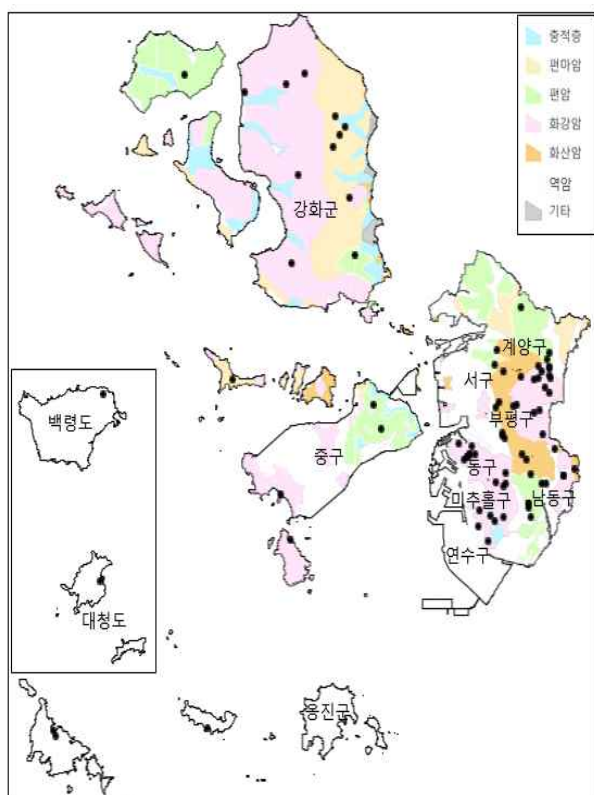 충적층
편마암
편암
화강암
화산암
역암
기타
강화군
계양구
서구
부평구
백령도
중구
동구
미추홀구
남동구
연수구
대청도
옹진군